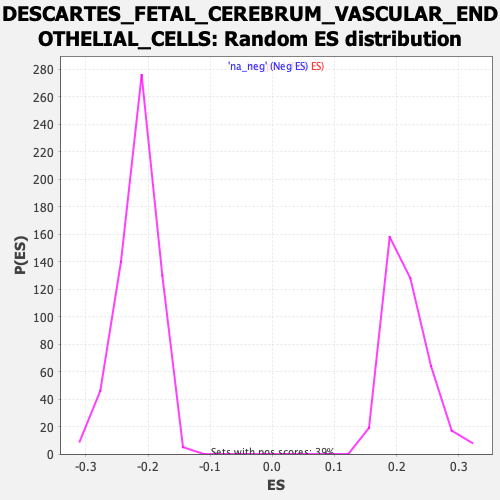 DESCARTES_FETAL_CEREBRUM_VASCULAR_END
OTHELIAL_CELLS: Random ES distribution
'na_neg' (Neg ES) ES)
280
260
240
220
200
180
160
140
120
100
80
60
40
20
0
P(ES)
Sets with pos scores: 39%
-0.3 -0.2 -0.1 0.0 0.1 0.2 0.3
ES